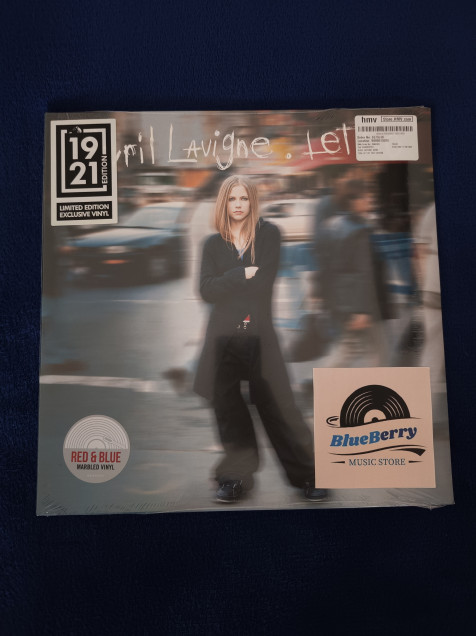 19
21
EDITION
LIMITED EDITION
EXCLUSIVE VINYL
ril Lavigne . Let
hmv
RED & BLUE
MARBLED VINYL
BlueBerry
MUSIC STORE